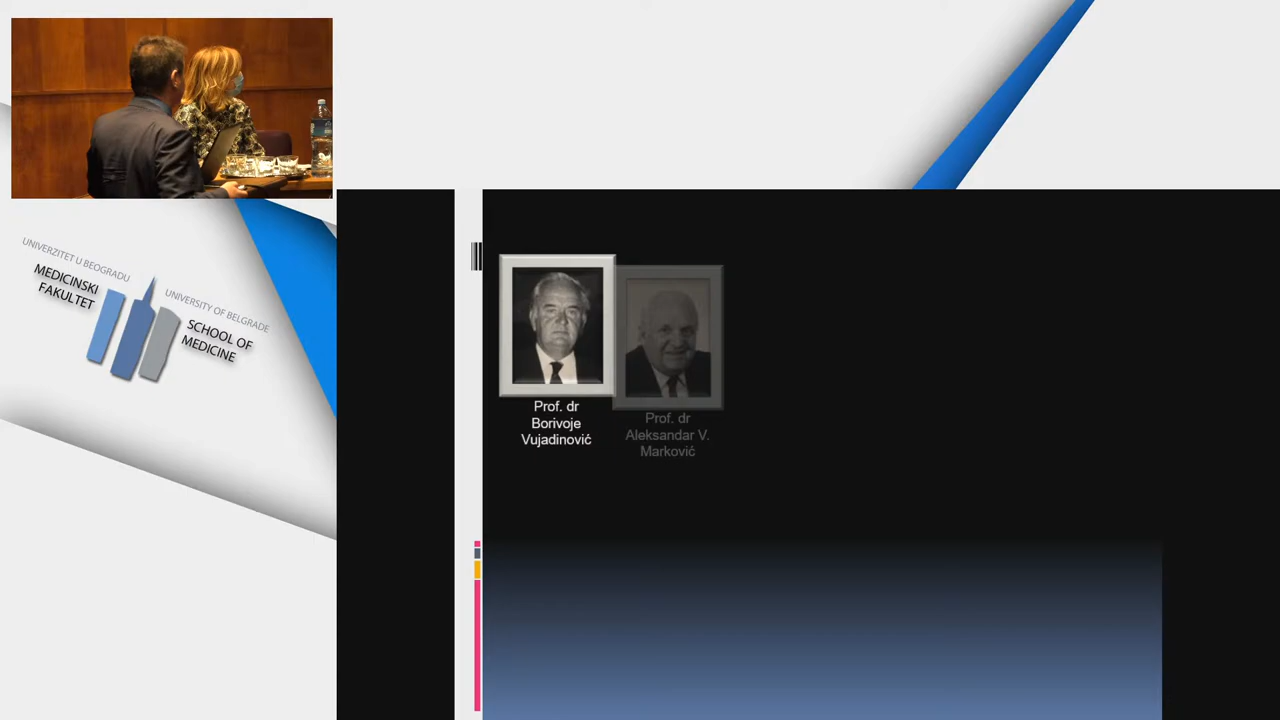 UNIVERZITET U BEOGRADU
MEDICINSKI
FAKULTET
UNIVERSITY OF BELGRADE
SCHOOL OF
MEDICINE
Prof. dr
Borivoje
Vujadinović
Prof. dr
Aleksandar V.
Marković